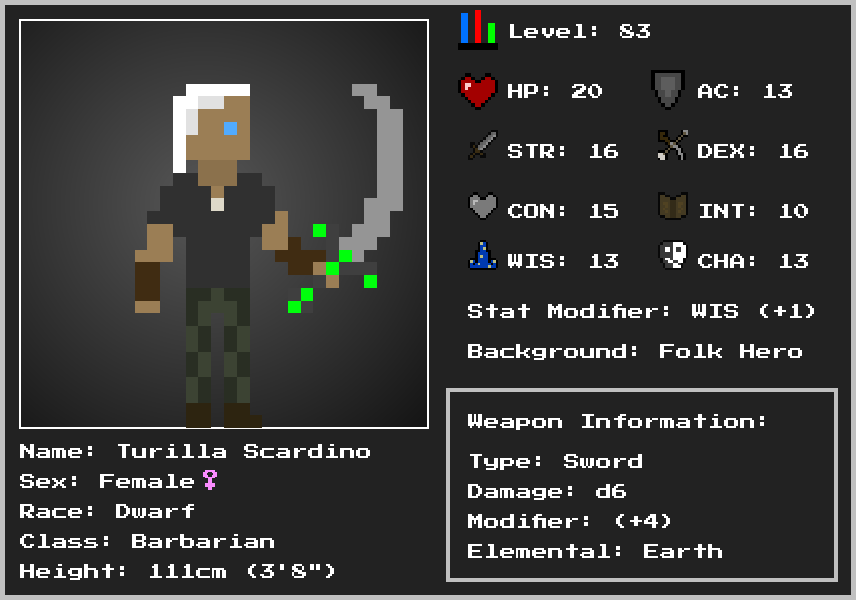 Level: 83
HP: 20
AC: 13
STR: 16
DEX: 16
CON: 15
INT: 10
WIS: 13
CHA: 13
Stat Modifier: WIS (+1)
Background: Folk Hero
Weapon Information:
Type: Sword
Damage: d6
Modifier: (+4)
Elemental: Earth
Name: Turilla Scardino
Sex: Female♀
Race: Dwarf
Class: Barbarian
Height: 111cm (3'8")